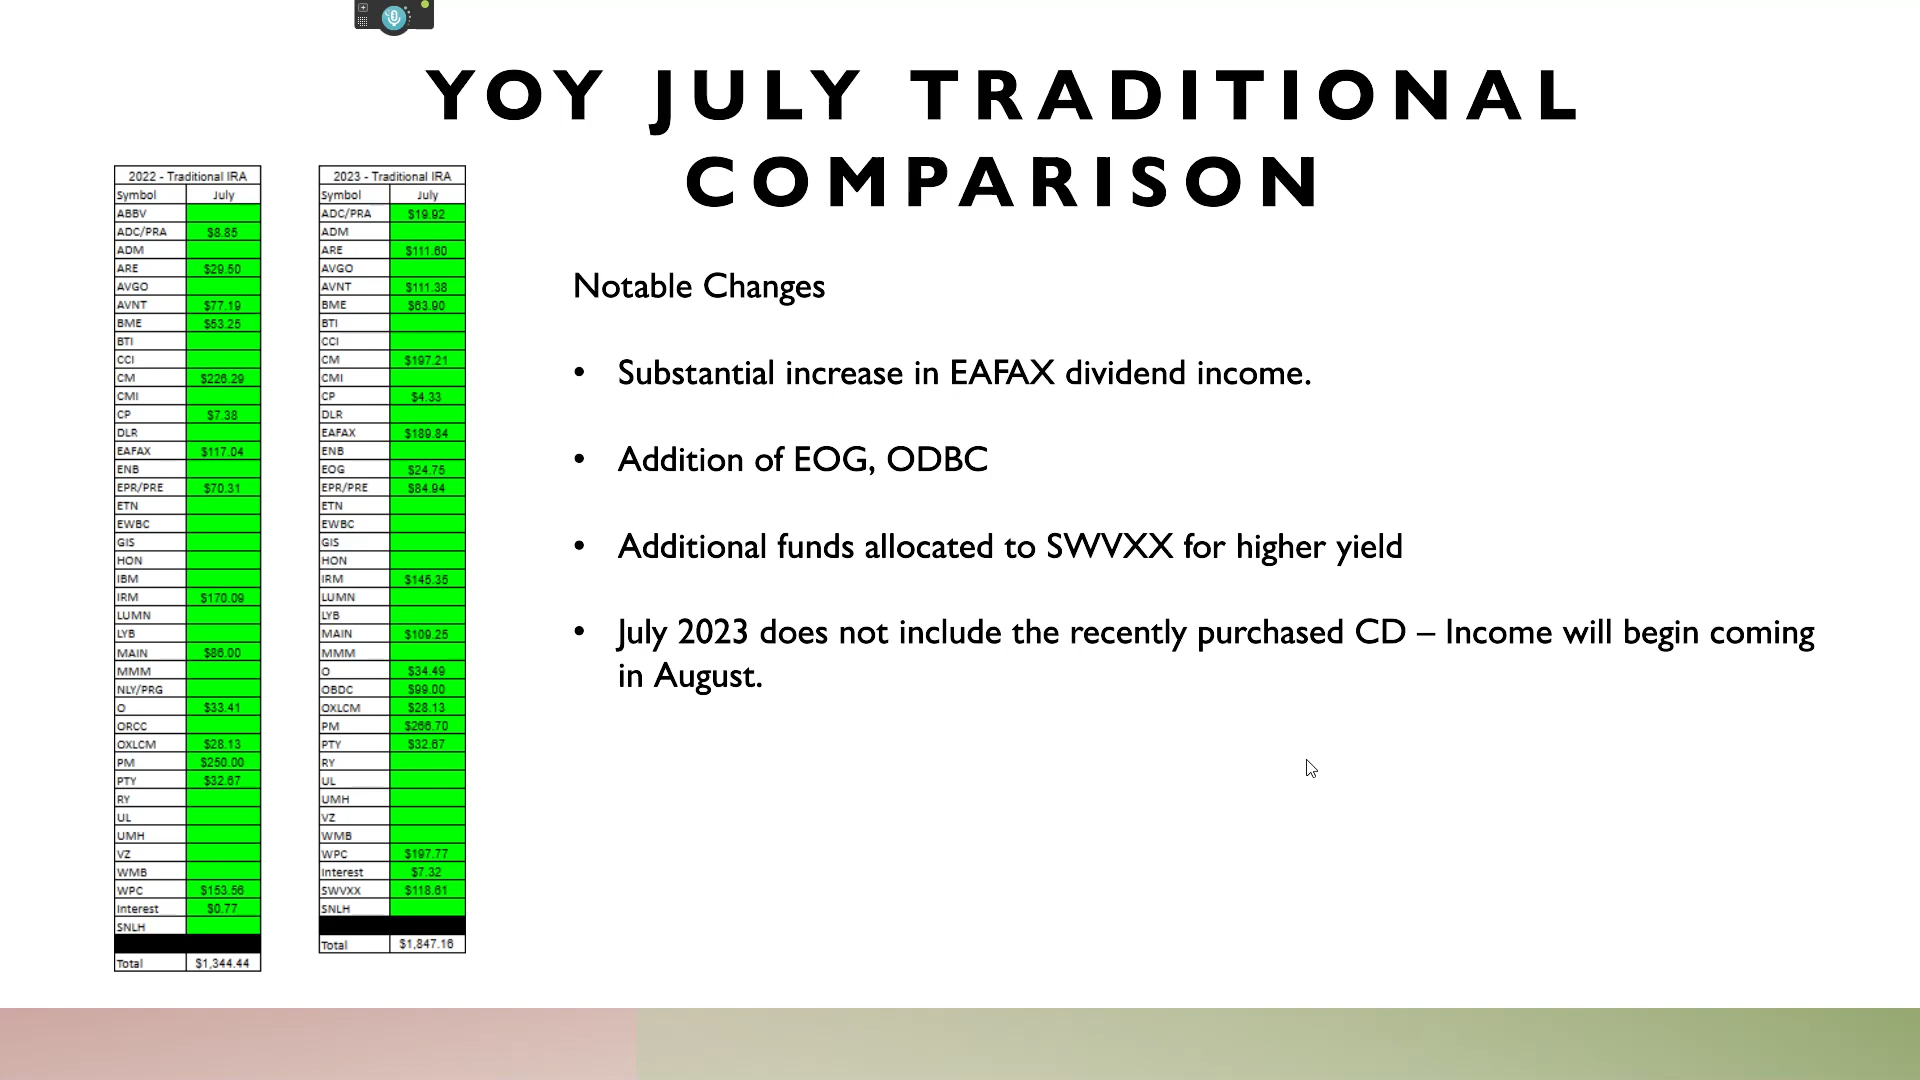 YOY JULY TRADITIONAL
COMPARISON
2022 - Traditional IRA
Symbol July
ABBV
ADC/PRA $8.85
ADM
ARE $29.50
AVGO
AVNT $77.19
BME $53.25
BTI
CCI
CM $226.29
CMI
CP $7.38
DLR
EAFAX $117.04
ENB
EPR/PRE $70.31
ETN
EWBC
GIS
HON
IBM
IRM $170.09
LUMN
LYB
MAIN $86.00
MMM
NLY/PRG
O $33.41
ORCC
OXLCM $28.13
PM $250.00
PTY $32.67
RY
UL
UMH
VZ
WMB
WPC $153.56
Interest $0.77
SNLH
Total $1,344.44
2023 - Traditional IRA
Symbol July
ADC/PRA $19.92
ADM
ARE $111.60
AVGO
AVNT $111.38
BME $63.90
BTI
CCI
CM $197.21
CMI
CP $4.33
DLR
EAFAX $189.84
ENB
EOG $24.75
EPR/PRE $84.94
ETN
EWBC
GIS
HON
IRM $145.35
LUMN
LYB
MAIN $109.25
MMM
O $34.49
OBDC $99.00
OXLCM $28.13
PM $266.70
PTY $32.67
RY
UL
UMH
VZ
WMB
WPC $197.77
Interest $7.32
SWVXX $118.61
SNLH
Total $1,847.16
Notable Changes
• Substantial increase in EAFAX dividend income.
• Addition of EOG, ODBC
• Additional funds allocated to SWVXX for higher yield
• July 2023 does not include the recently purchased CD – Income will begin coming
in August.